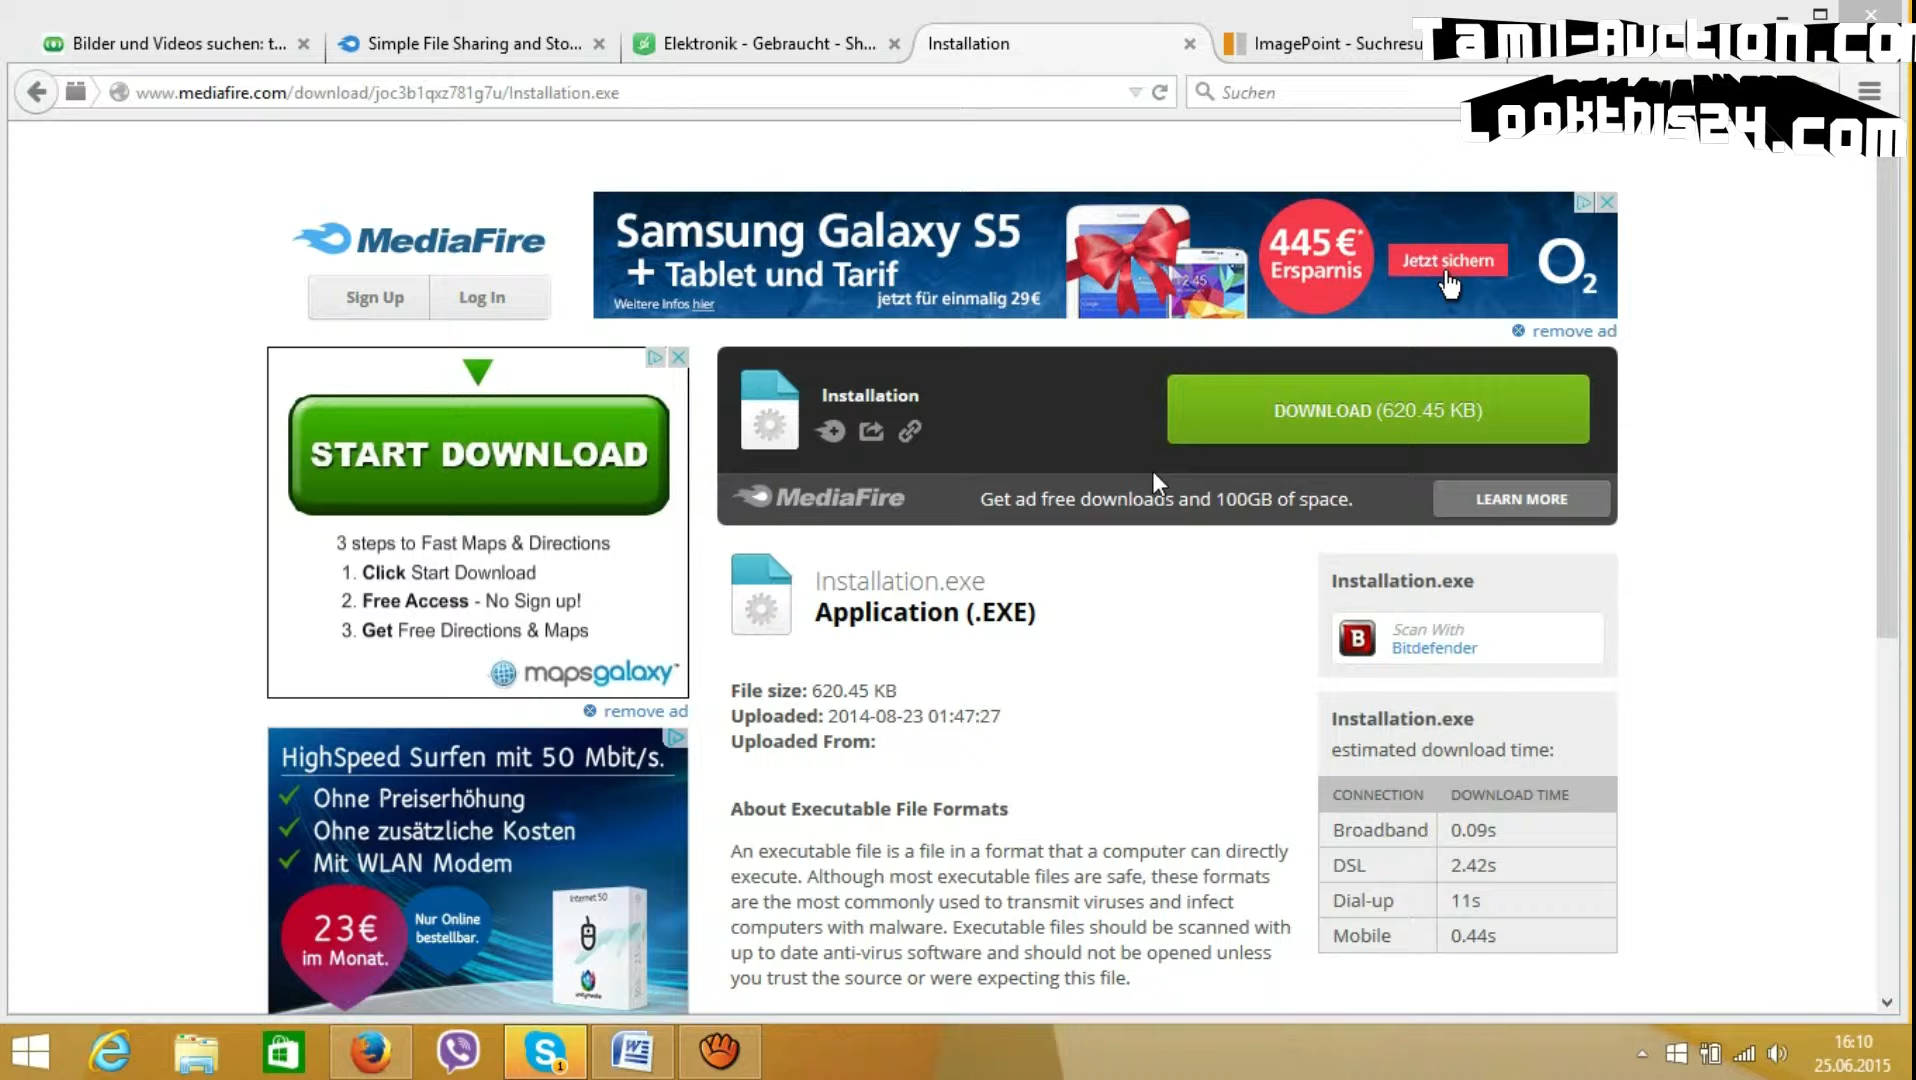 Bilder und Videos suchen: t...
Simple File Sharing and Sto...
Elektronik - Gebraucht - Sh...
Installation
ImagePoint - Suchresu
Tamil-Auction.com
Lookthis24.com
www.mediafire.com/download/joc3b1qxz781g7u/Installation.exe
Suchen
MediaFire
Sign Up
Log In
Samsung Galaxy S5
+ Tablet und Tarif
Weitere Infos hier
jetzt für einmalig 29€
445€*
Ersparnis
Jetzt sichern
O2
remove ad
START DOWNLOAD
3 steps to Fast Maps & Directions
1. Click Start Download
2. Free Access - No Sign up!
3. Get Free Directions & Maps
mapsgalaxy™
remove ad
Installation
DOWNLOAD (620.45 KB)
MediaFire
Get ad free downloads and 100GB of space.
LEARN MORE
Installation.exe
Application (.EXE)
File size: 620.45 KB
Uploaded: 2014-08-23 01:47:27
Uploaded From:
About Executable File Formats
An executable file is a file in a format that a computer can directly
execute. Although most executable files are safe, these formats
are the most commonly used to transmit viruses and infect
computers with malware. Executable files should be scanned with
up to date anti-virus software and should not be opened unless
you trust the source or were expecting this file.
Installation.exe
B
Scan With
Bitdefender
Installation.exe
estimated download time:
CONNECTION DOWNLOAD TIME
Broadband 0.09s
DSL 2.42s
Dial-up 11s
Mobile 0.44s
HighSpeed Surfen mit 50 Mbit/s.
Ohne Preiserhöhung
Ohne zusätzliche Kosten
Mit WLAN Modem
23€
im Monat.
Nur Online
bestellbar.
Internet 50
unitymedia
S
1
W
16:10
25.06.2015